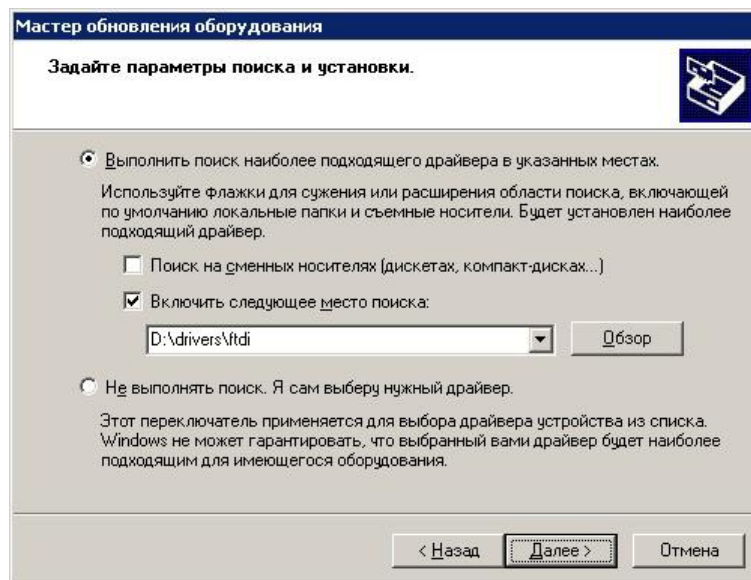 Мастер обновления оборудования
Задайте параметры поиска и установки.
Выполнить поиск наиболее подходящего драйвера в указанных местах.
Используйте флажки для сужения или расширения области поиска, включающей
по умолчанию локальные папки и съемные носители. Будет установлен наиболее
подходящий драйвер.
Поиск на сменных носителях (дискетах, компакт-дисках...)
Включить следующее место поиска:
D:\drivers\ftdi
Обзор
Не выполнять поиск. Я сам выберу нужный драйвер.
Этот переключатель применяется для выбора драйвера устройства из списка.
Windows не может гарантировать, что выбранный вами драйвер будет наиболее
подходящим для имеющегося оборудования.
< Назад Далее > Отмена